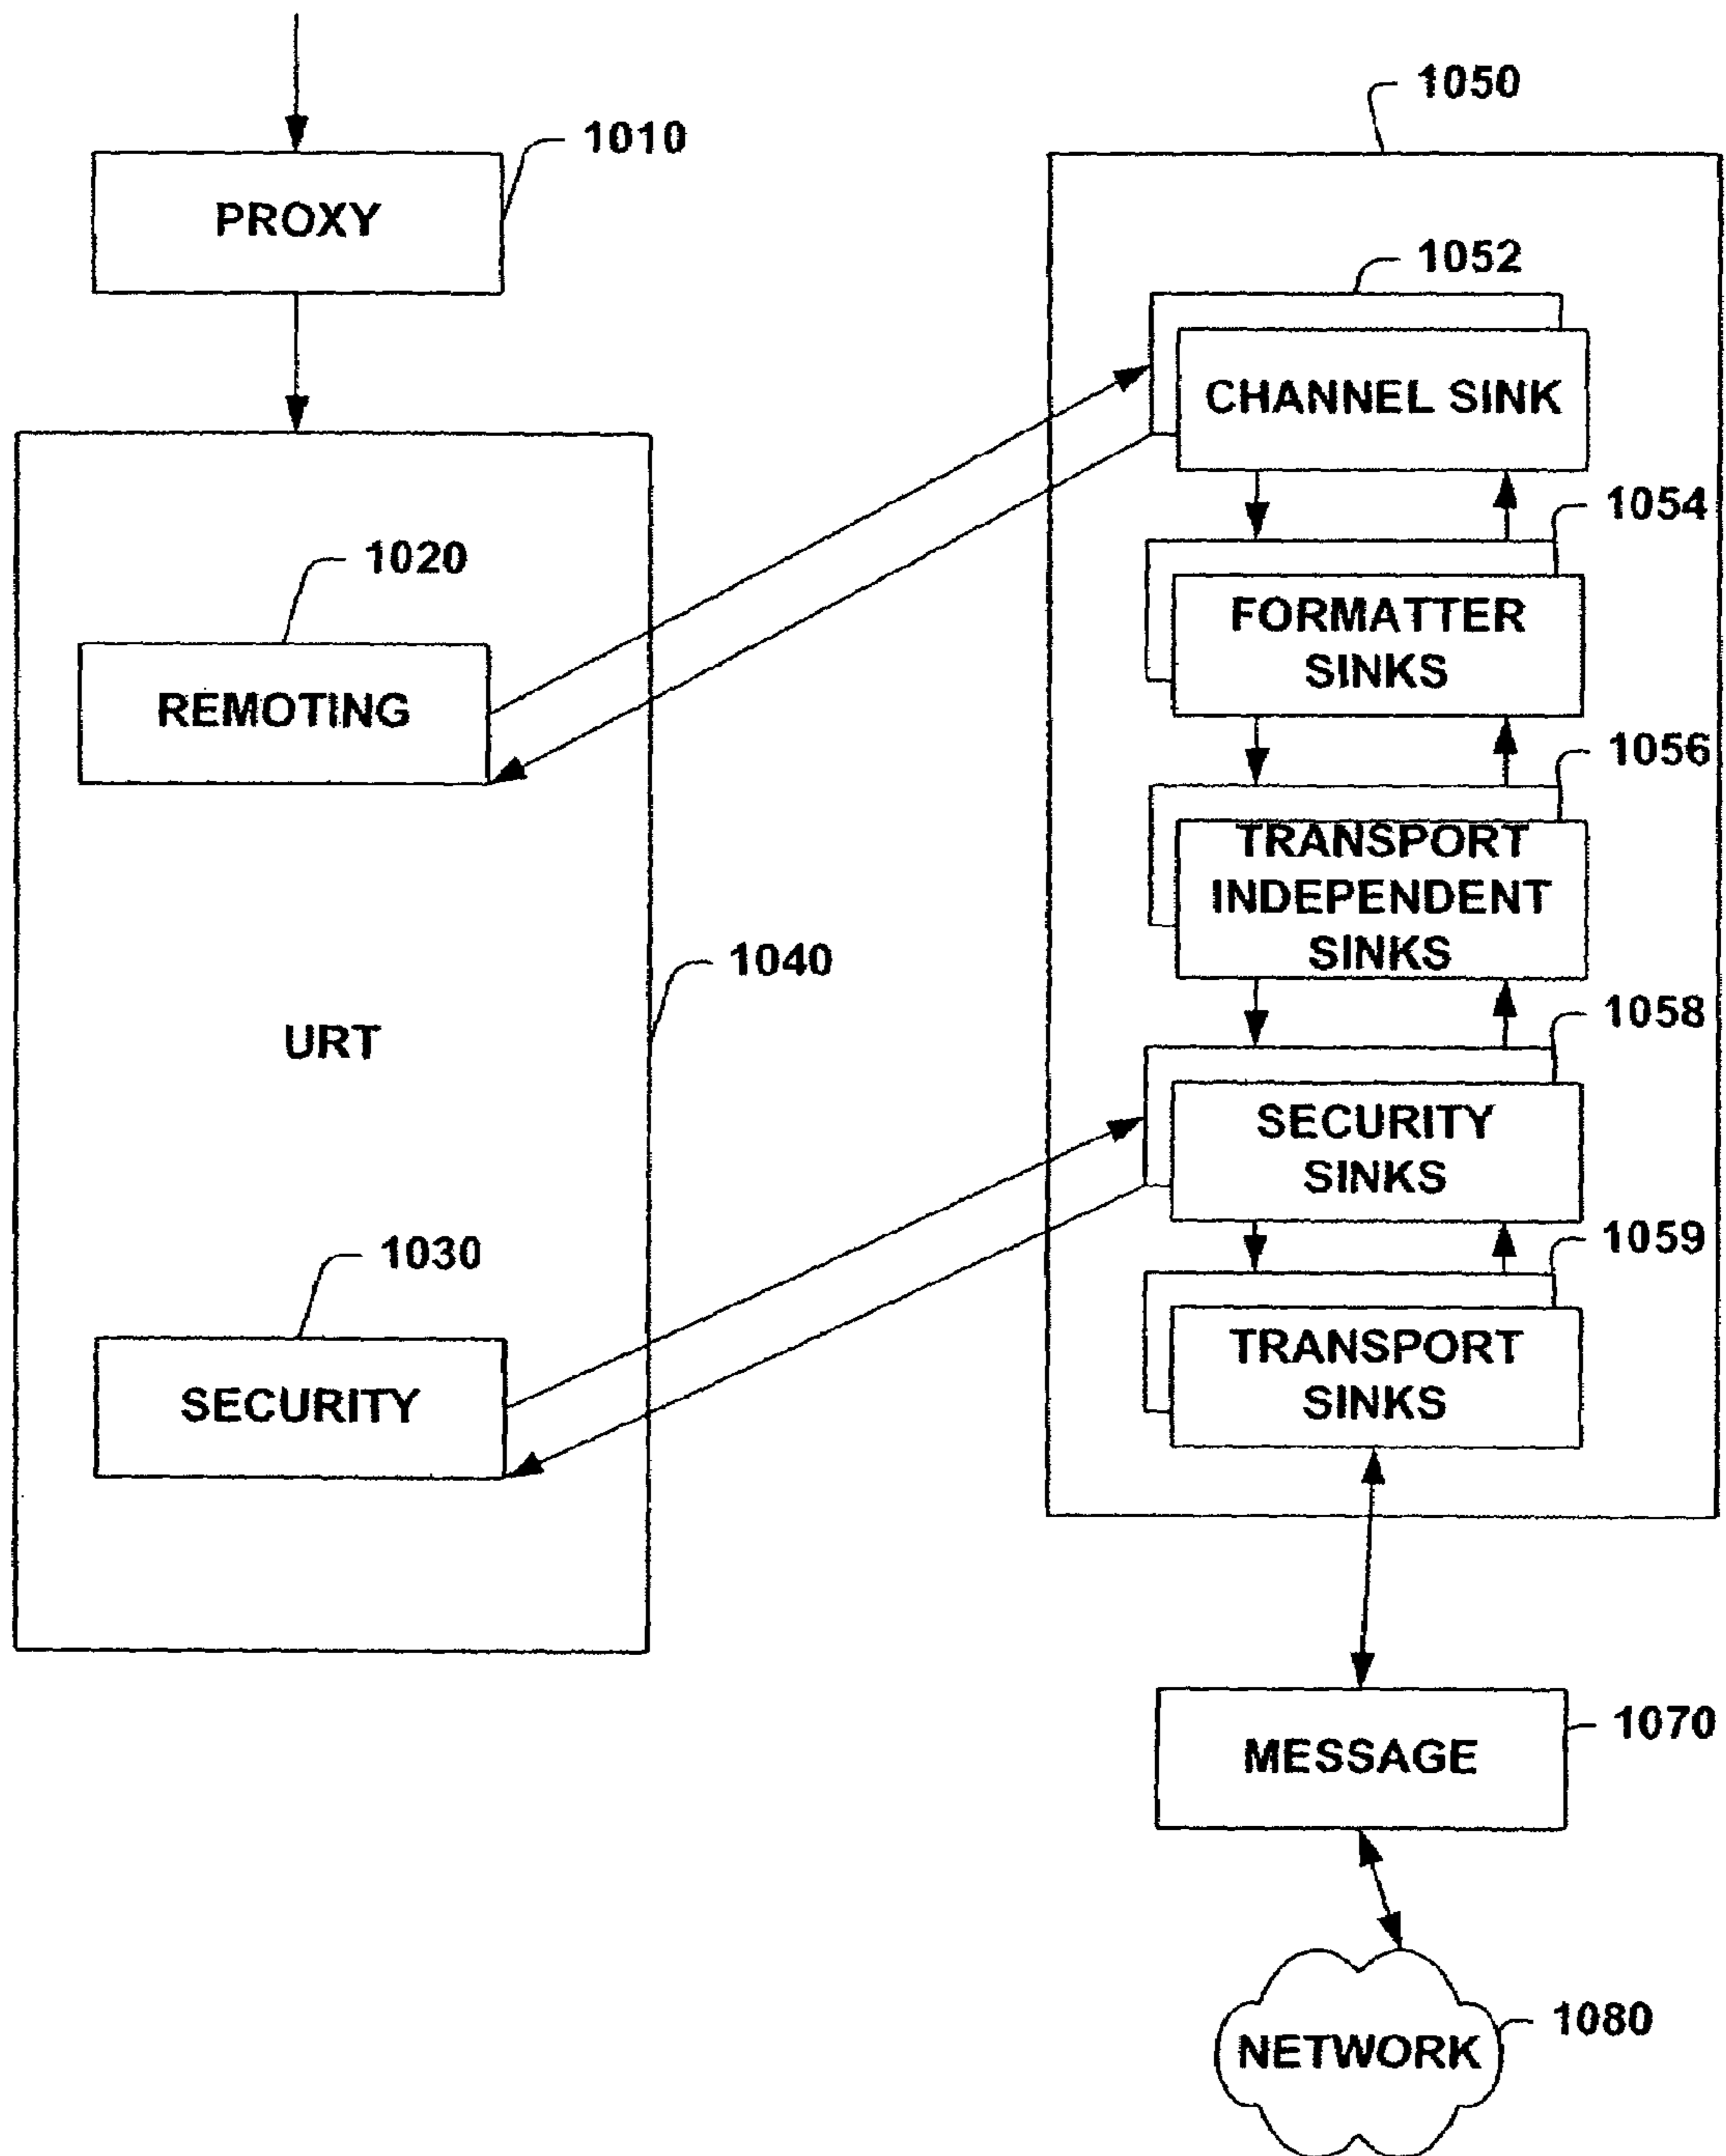 1050
1010
PROXY
1052
CHANNEL SINK
1054
1020
FORMATTER
SINKS
REMOTING
1056
TRANSPORT
INDEPENDENT
SINKS
1040
1058
URT
SECURITY
SINKS
1030
1059
TRANSPORT
SINKS
SECURITY
1070
MESSAGE
1080
NETWORK